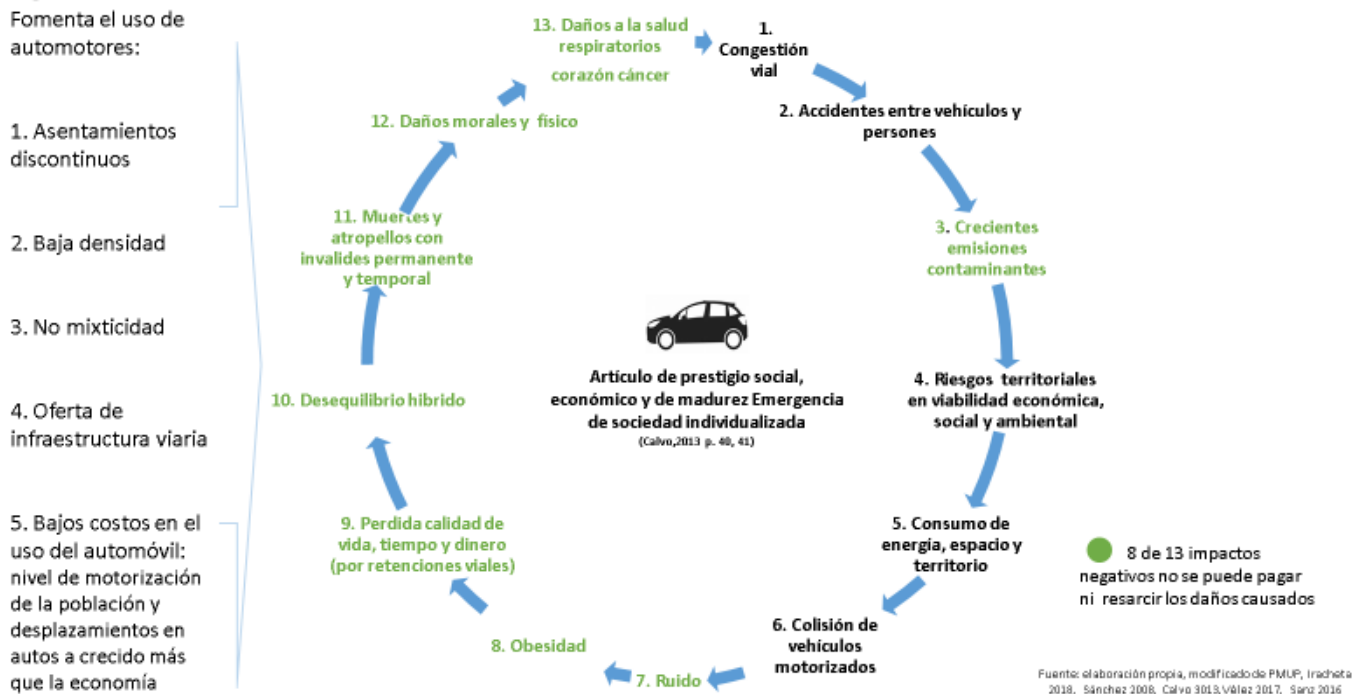 Fomenta el uso de
automotores:
1. Asentamientos
discontinuos
2. Baja densidad
3. No mixticidad
4. Oferta de
infraestructura viaria
5. Bajos costos en el
uso del automóvil:
nivel de motorización
de la población y
desplazamientos en
autos a crecido más
que la economía
1.
Congestión
vial
2. Accidentes entre vehículos y
persones
3. Crecientes
emisiones
contaminantes
4. Riesgos territoriales
en viabilidad económica,
social y ambiental
5. Consumo de
energía, espacio y
territorio
6. Colisión de
vehículos
motorizados
7. Ruido
8. Obesidad
9. Perdida calidad de
vida, tiempo y dinero
(por retenciones viales)
10. Desequilibrio hibrido
11. Muertes y
atropellos con
invalides permanente
y temporal
12. Daños morales y físico
13. Daños a la salud
respiratorios
corazón cáncer
Artículo de prestigio social,
económico y de madurez Emergencia
de sociedad individualizada
(Calvo,2013 p. 40, 41)
8 de 13 impactos
negativos no se puede pagar
ni resarcir los daños causados
Fuente: elaboración propia, modificado de PMUP, Iracheta
2018, Sánchez 2008, Calvo 3013,Vélez 2017, Sanz 2016